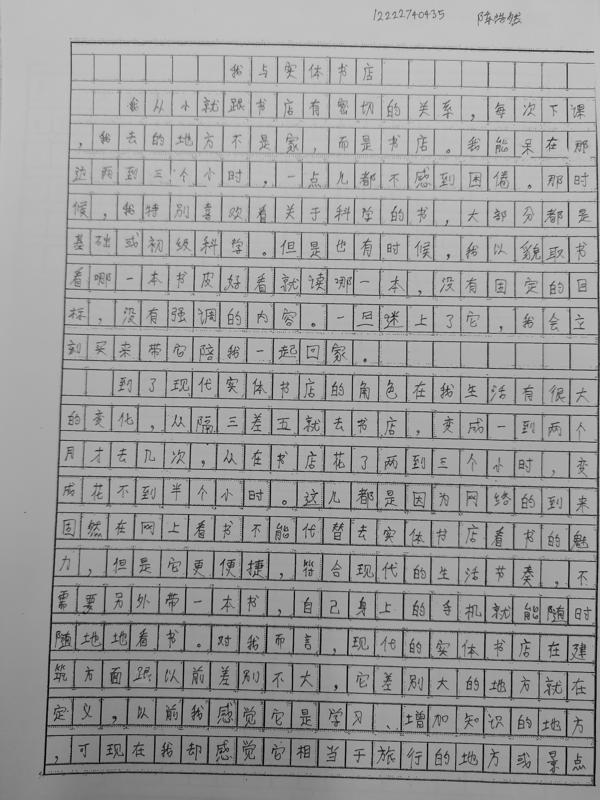 12222740435 陈皓然
我与实体书店
我从小就跟书店有密切的关系，每次下课
，我去的地方不是家，而是书店。我能呆在那
边两到三个小时，一点儿都不感到困倦。那时
候，我特别喜欢看关于科学的书，大部分都是
基础或初级科学。但是也有时候，我以貌取书
看哪一本书皮好看就读哪一本，没有固定的目
标，没有强调的内容。一旦迷上了它，我会立
刻买来带它陪我一起回家。
到了现代实体书店的角色在我生活有很大
的变化，从隔三差五就去书店，变成一到两个
月才去几次，从在书店花了两到三个小时，变
成花不到半个小时。这儿都是因为网络的到来
固然在网上看书不能代替去实体书店看书的魅
力，但是它更便捷，符合现代的生活节奏，不
需要另外带一本书，自己身上的手机就能随时
随地地看书。对我而言，现代的实体书店在建
筑方面跟以前差别不大，它差别大的地方就在
定义，以前我感觉它是学习、增加知识的地方
，可现在我却感觉它相当于旅行的地方或景点